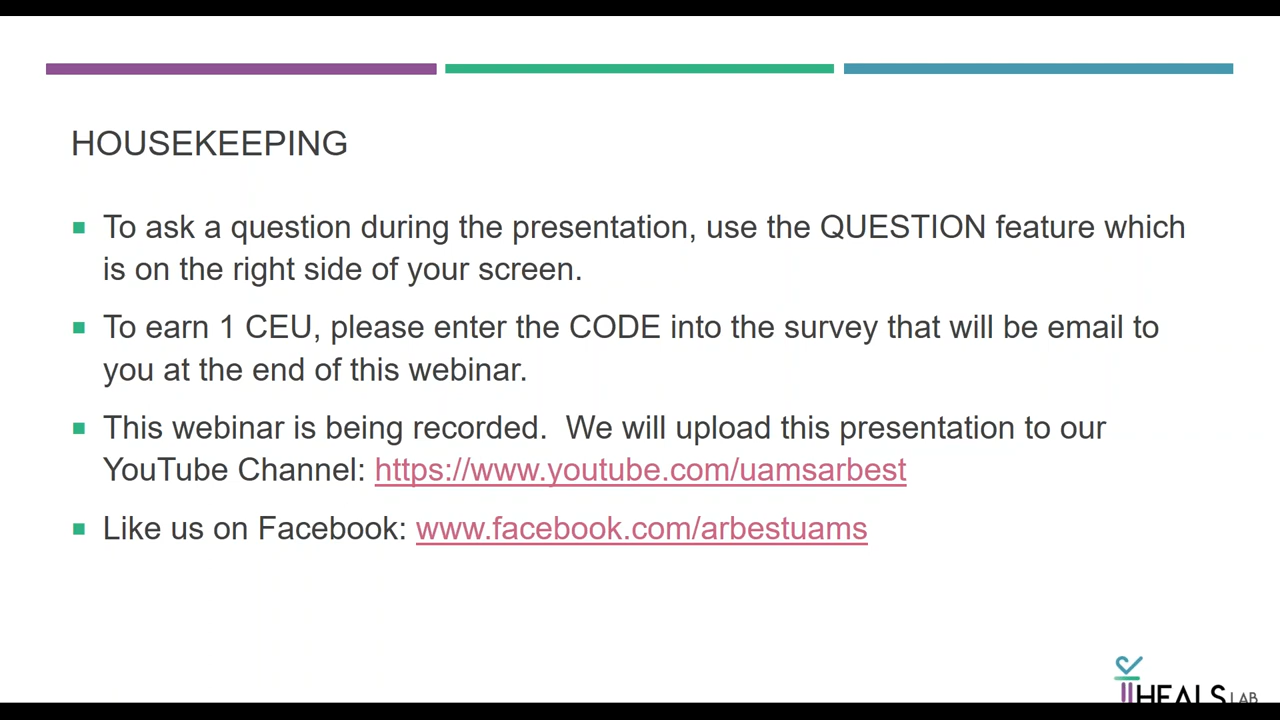 HOUSEKEEPING
To ask a question during the presentation, use the QUESTION feature which
is on the right side of your screen.
To earn 1 CEU, please enter the CODE into the survey that will be email to
you at the end of this webinar.
This webinar is being recorded.  We will upload this presentation to our
YouTube Channel: https://www.youtube.com/uamsarbest
Like us on Facebook: www.facebook.com/arbestuams
HEALS LAB